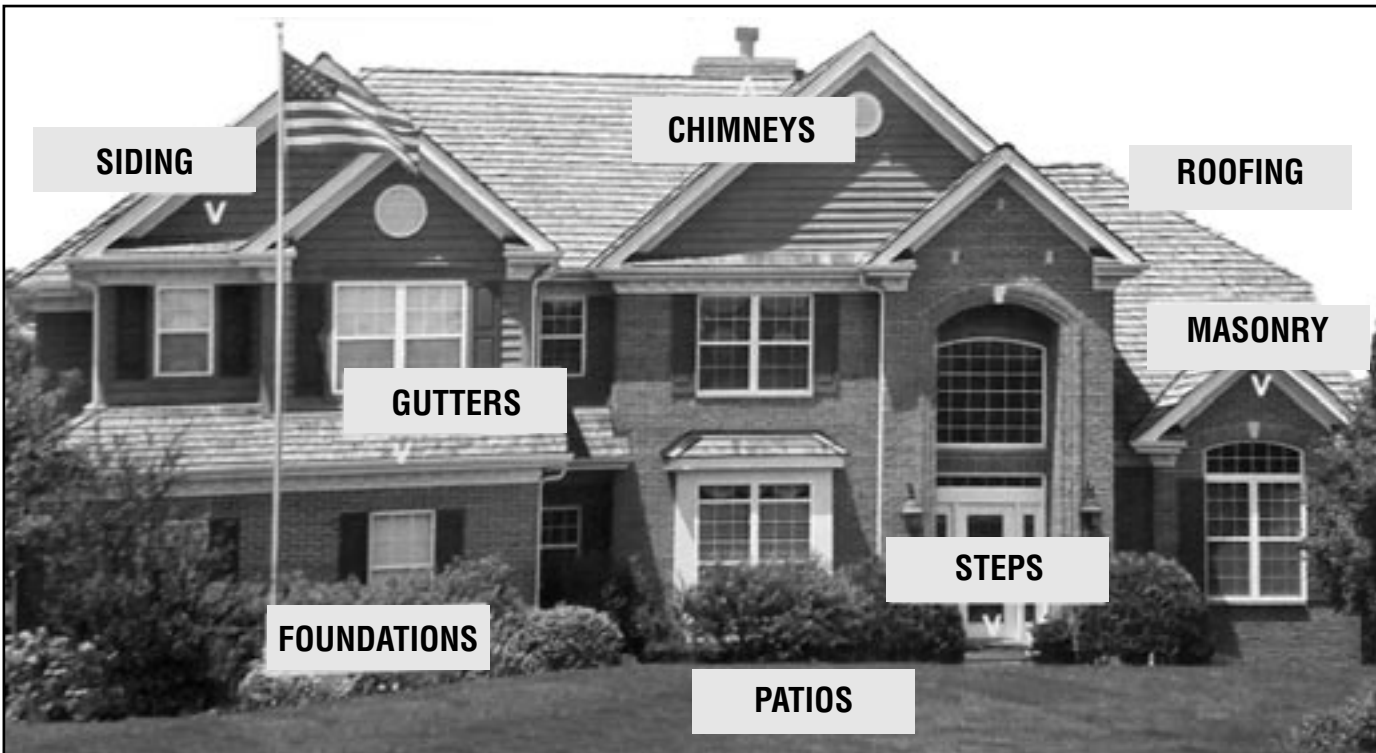 CHIMNEYS
SIDING
ROOFING
MASONRY
GUTTERS
STEPS
FOUNDATIONS
PATIOS